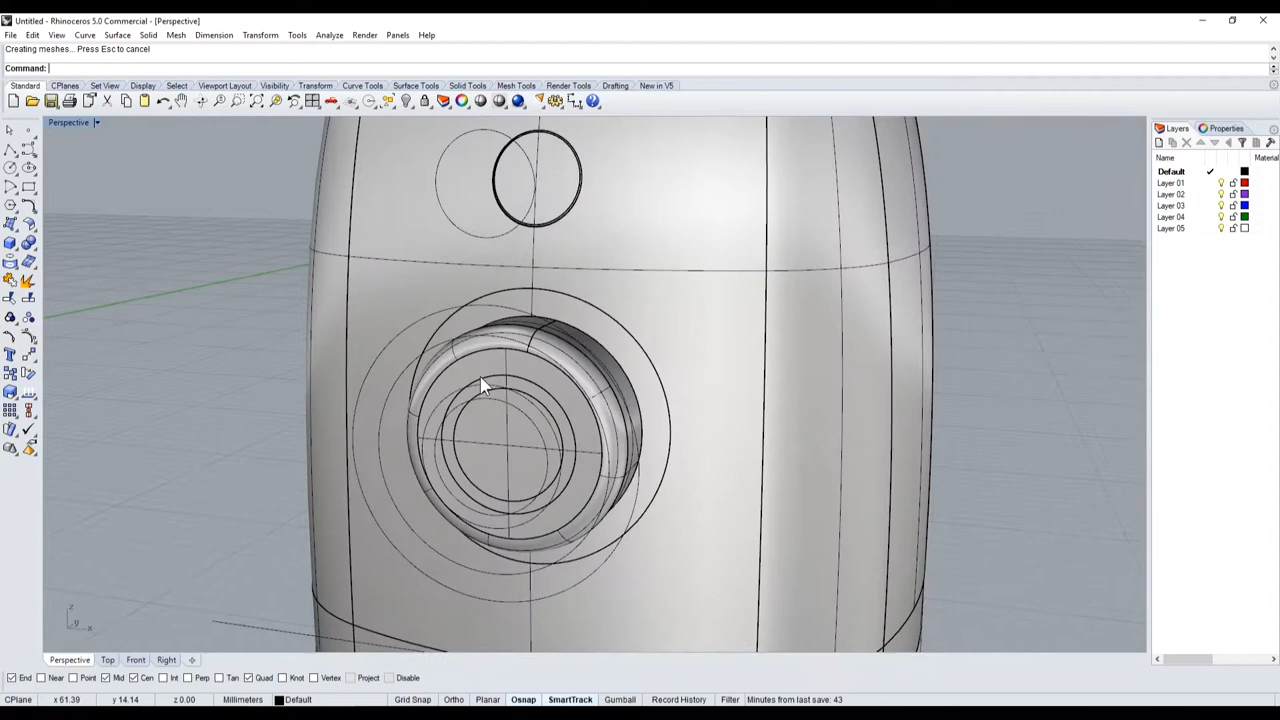 Untitled - Rhinoceros 5.0 Commercial - [Perspective]
File Edit View Curve Surface Solid Mesh Dimension Transform Tools Analyze Render Panels Help
Creating meshes... Press Esc to cancel
Command:
Standard CPlanes Set View Display Select Viewport Layout Visibility Transform Curve Tools Surface Tools Solid Tools Mesh Tools Render Tools Drafting New in V5
Perspective
Layers Properties
Name Material
Default
Layer 01
Layer 02
Layer 03
Layer 04
Layer 05
z
y x
Perspective Top Front Right
End Near Point Mid Cen Int Perp Tan Quad Knot Vertex Project Disable
CPlane x 61.39 y 14.14 z 0.00 Millimeters Default Grid Snap Ortho Planar Osnap SmartTrack Gumball Record History Filter Minutes from last save: 43